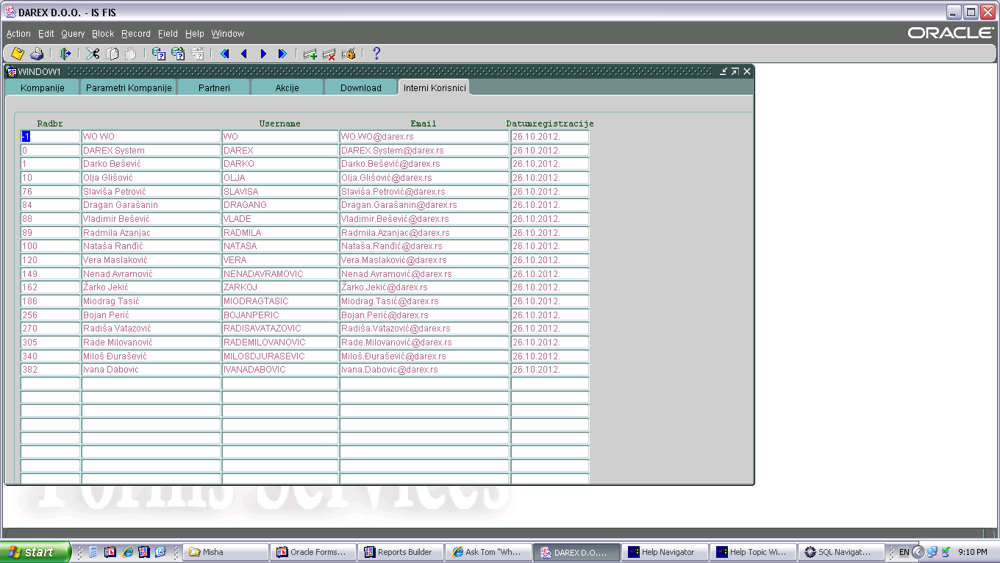 DAREX D.O.O. - IS FIS
Action Edit Query Block Record Field Help Window
ORACLE
WINDOW1
Kompanije Parametri Kompanije Partneri Akcije Download Interni Korisnici
Radbr Username Email Datumregistracije
-1 WO WO WO WO.WO@darex.rs 26.10.2012.
0 DAREX System DAREX DAREX.System@darex.rs 26.10.2012.
1 Darko Bešević DARKO Darko.Bešević@darex.rs 26.10.2012.
10 Olja Glišović OLJA Olja.Glišović@darex.rs 26.10.2012.
76 Slaviša Petrović SLAVISA Slaviša.Petrović@darex.rs 26.10.2012.
84 Dragan Garašanin DRAGANG Dragan.Garašanin@darex.rs 26.10.2012.
88 Vladimir Bešević VLADE Vladimir.Bešević@darex.rs 26.10.2012.
89 Radmila Azanjac RADMILA Radmila.Azanjac@darex.rs 26.10.2012.
100 Nataša Ranđić NATASA Nataša.Ranđić@darex.rs 26.10.2012.
120 Vera Maslaković VERA Vera.Maslaković@darex.rs 26.10.2012.
149 Nenad Avramović NENADAVRAMOVIC Nenad.Avramović@darex.rs 26.10.2012.
162 Žarko Jekić ZARKOJ Žarko.Jekić@darex.rs 26.10.2012.
186 Miodrag Tasić MIODRAGTASIC Miodrag.Tasić@darex.rs 26.10.2012.
256 Bojan Perić BOJANPERIC Bojan.Perić@darex.rs 26.10.2012.
270 Radiša Vatazović RADISAVATAZOVIC Radiša.Vatazović@darex.rs 26.10.2012.
305 Rade Milovanović RADEMILOVANOVIC Rade.Milovanović@darex.rs 26.10.2012.
340 Miloš Đurašević MILOSDJURASEVIC Miloš.Đurašević@darex.rs 26.10.2012.
382 Ivana Dabovic IVANADABOVIC Ivana.Dabovic@darex.rs 26.10.2012.
Forms Services
start Misha Oracle Forms... Reports Builder Ask Tom "Wh... DAREX D.O.... Help Navigator Help Topic Wi... SQL Navigat... EN 9:10 PM